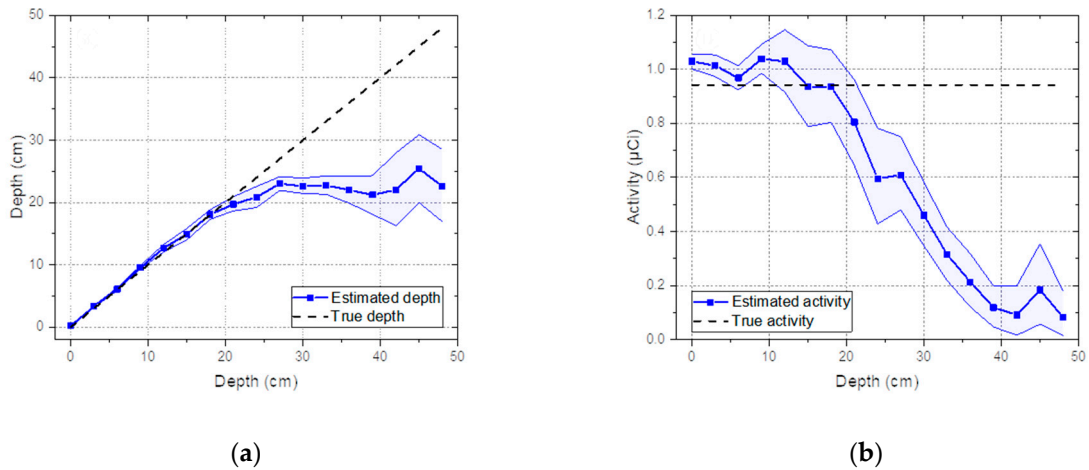 50
40
30
20
10
0
Depth (cm)
Estimated depth
True depth
0 10 20 30 40 50
Depth (cm)
(a)
1.2
1.0
0.8
0.6
0.4
0.2
0.0
Activity (μCi)
Estimated activity
True activity
0 10 20 30 40 50
Depth (cm)
(b)